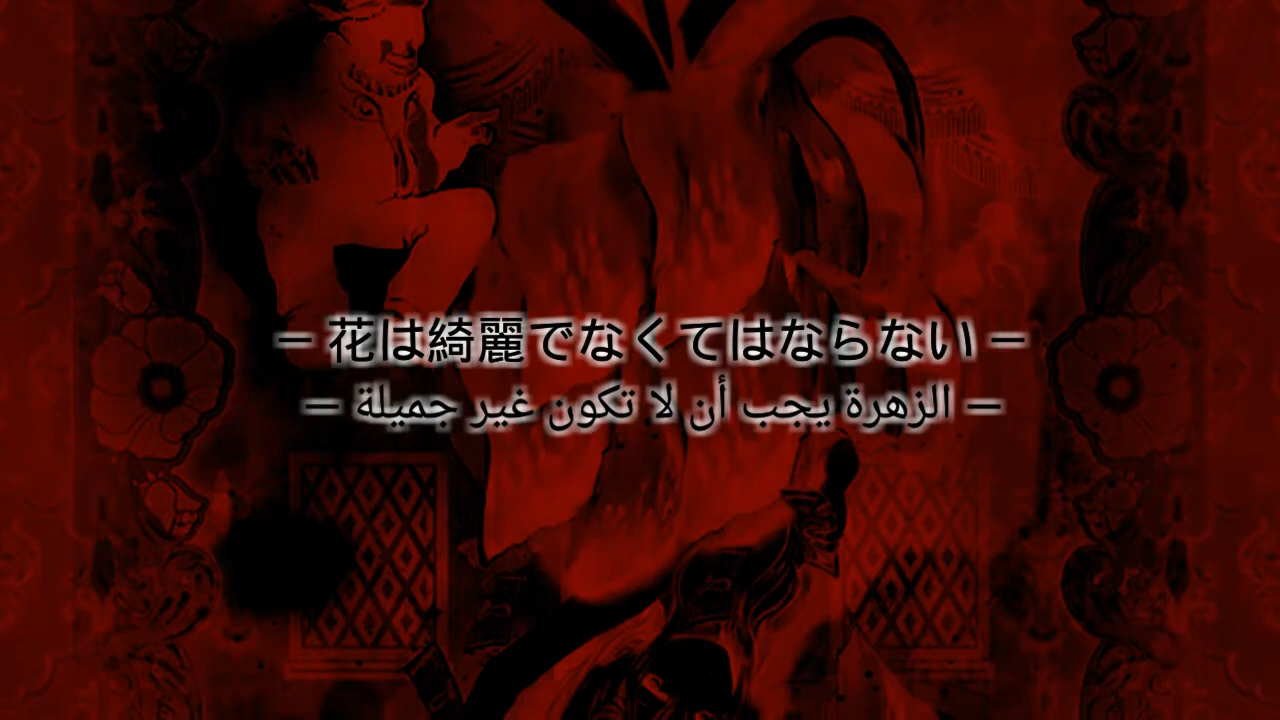 – 花は綺麗でなくてはならない –
– الزهرة يجب أن لا تكون غير جميلة –